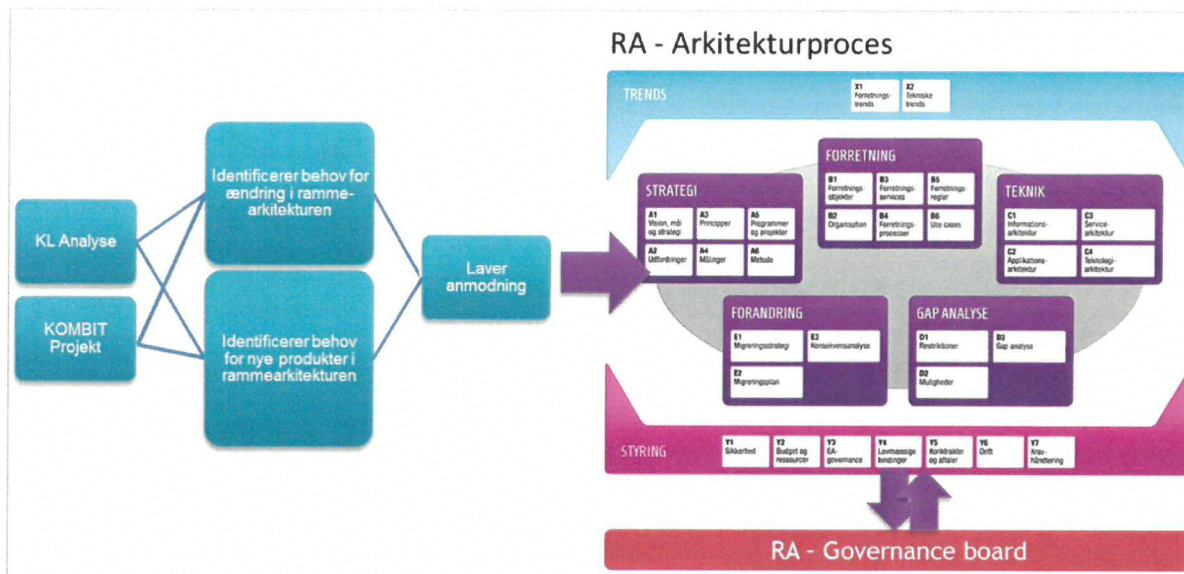 RA - Arkitekturproces
KL Analyse
KOMBIT
Projekt
Identificerer behov for
ændring i ramme-
arkitekturen
Identificerer behov
for nye produkter i
rammearkitekturen
Laver
anmodning
TRENDS
X1
Forretnings-
trends
X2
Tekniske
trends
STRATEGI
A1
Vision, mål
og strategi
A3
Principper
A5
Programmer
og projekter
A2
Udfordringer
A4
Målinger
A6
Metode
FORRETNING
B1
Forretnings-
objekter
B3
Forretnings-
services
B5
Forretnings-
regler
B2
Organisation
B4
Forretnings-
processer
B6
Use cases
TEKNIK
C1
Informations-
arkitektur
C3
Service-
arkitektur
C2
Applikations-
arkitektur
C4
Teknologi-
arkitektur
FORANDRING
E1
Migreringsstrategi
E3
Konsekvensanalyse
E2
Migreringsplan
GAP ANALYSE
D1
Restriktioner
D3
Gap analyse
D2
Muligheder
STYRING
Y1
Sikkerhed
Y2
Budget og
ressourcer
Y3
EA-
governance
Y4
Lovmæssige
bindinger
Y5
Kontrakter
og aftaler
Y6
Drift
Y7
Krav-
håndtering
RA - Governance board